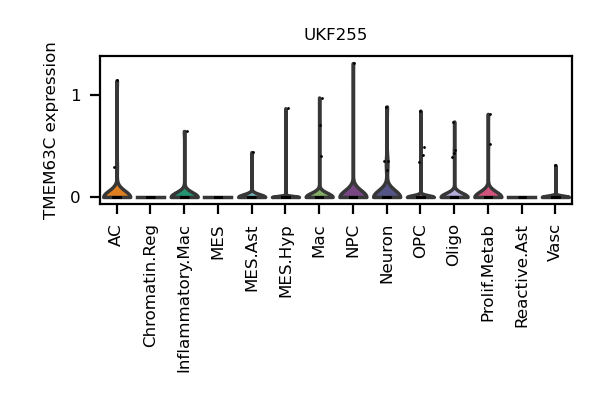 UKF255
TMEM63C expression
1
0
AC
Chromatin.Reg
Inflammatory.Mac
MES
MES.Ast
MES.Hyp
Mac
NPC
Neuron
OPC
Oligo
Prolif.Metab
Reactive.Ast
Vasc